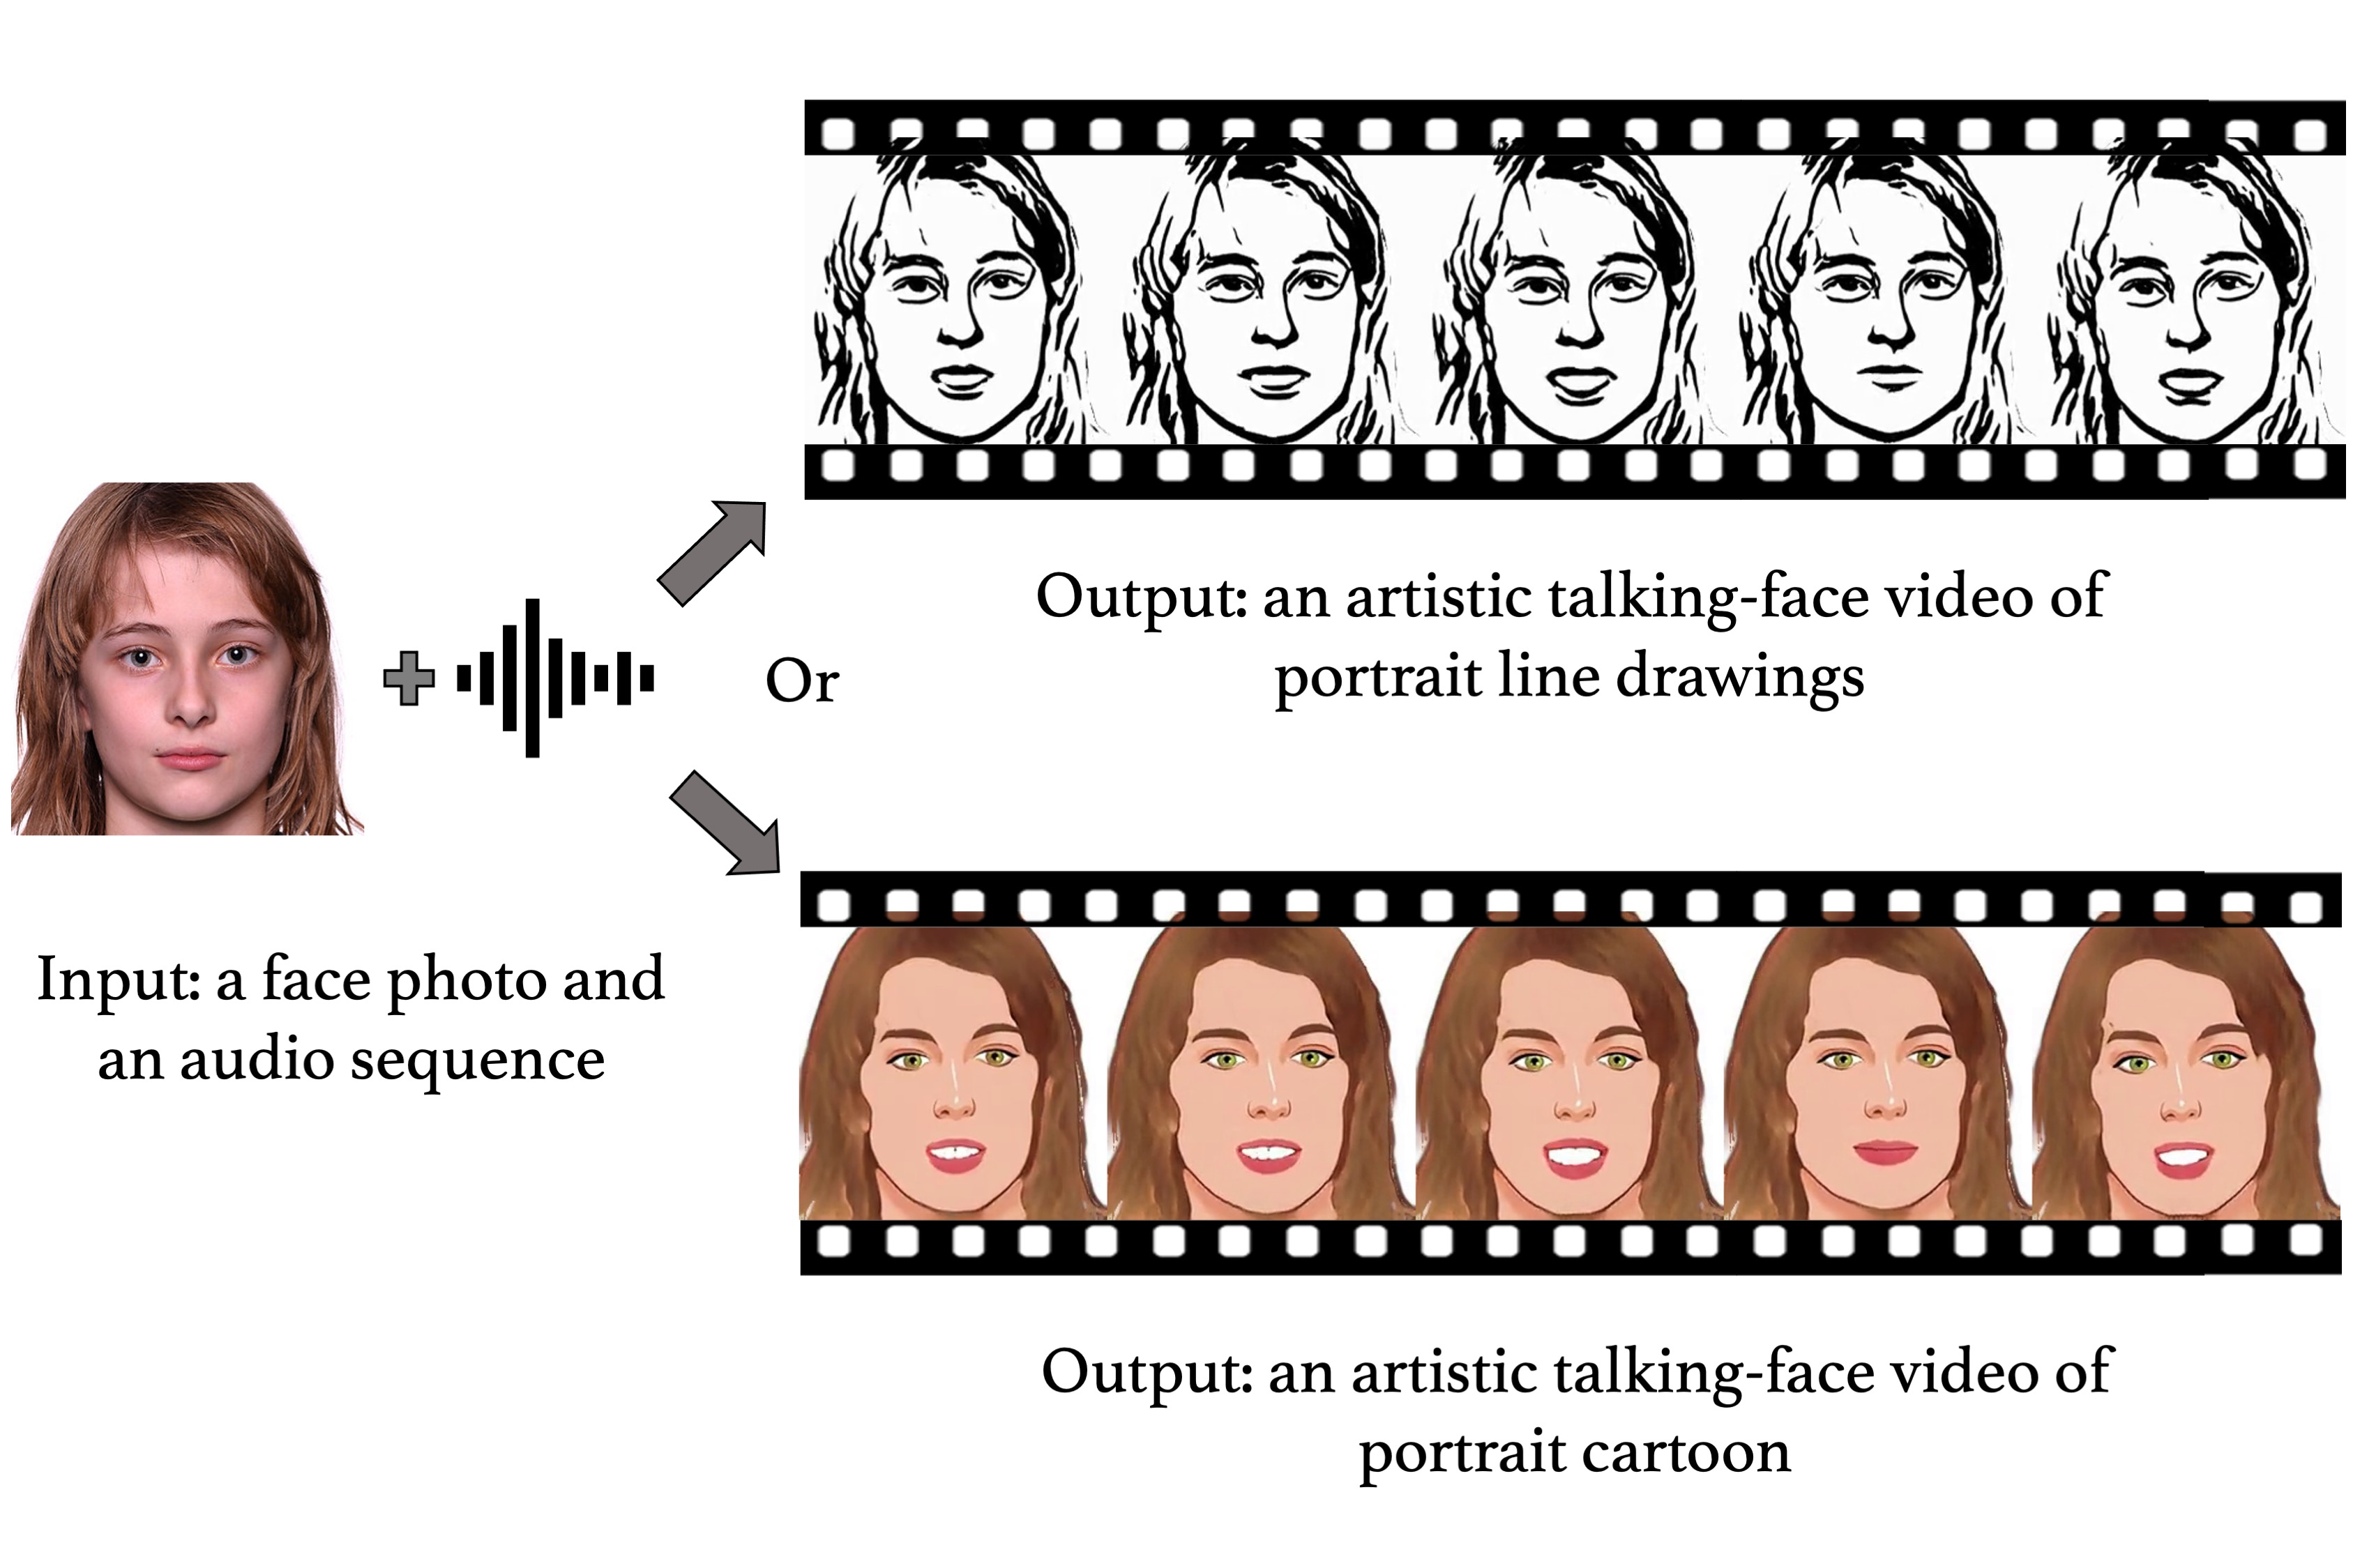 Output: an artistic talking-face video of
portrait line drawings
Or
Input: a face photo and
an audio sequence
Output: an artistic talking-face video of
portrait cartoon